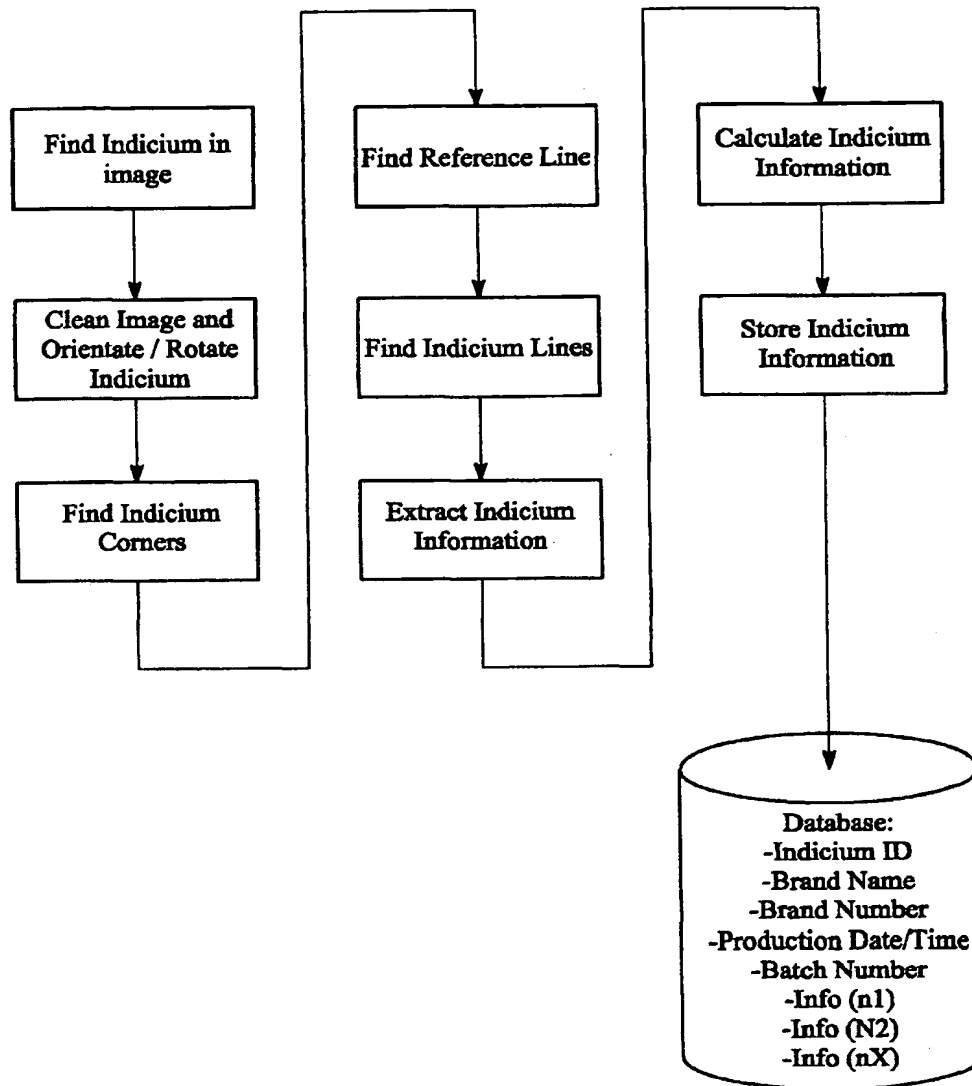 Find Indicium in
image
Clean Image and
Orientate / Rotate
Indicium
Find Indicium
Corners
Find Reference Line
Find Indicium Lines
Extract Indicium
Information
Calculate Indicium
Information
Store Indicium
Information
Database:
-Indicium ID
-Brand Name
-Brand Number
-Production Date/Time
-Batch Number
-Info (n1)
-Info (N2)
-Info (nX)